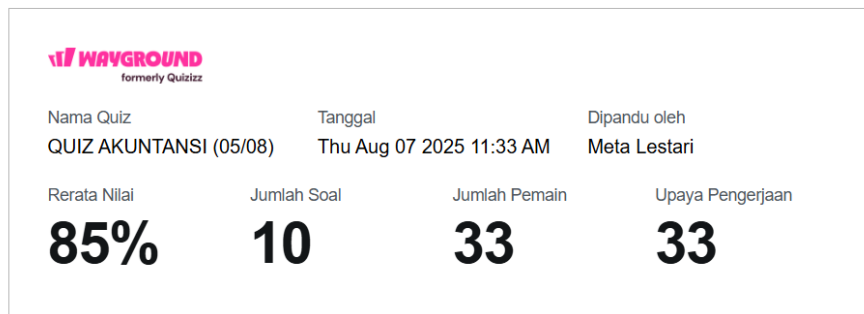 WAYGROUND
formerly Quizizz
Nama Quiz
QUIZ AKUNTANSI (05/08)
Tanggal
Thu Aug 07 2025 11:33 AM
Dipandu oleh
Meta Lestari
Rerata Nilai
85%
Jumlah Soal
10
Jumlah Pemain
33
Upaya Pengerjaan
33